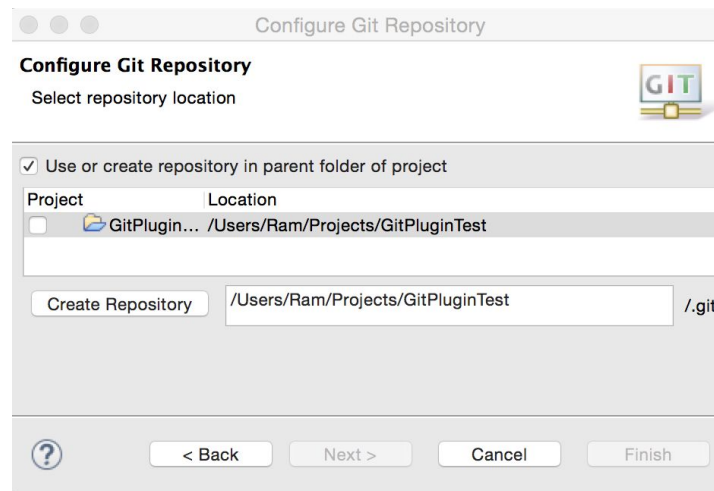 Configure Git Repository
Configure Git Repository
Select repository location
GIT
Use or create repository in parent folder of project
Project Location
GitPlugin... /Users/Ram/Projects/GitPluginTest
Create Repository /Users/Ram/Projects/GitPluginTest /.git
? < Back Next > Cancel Finish